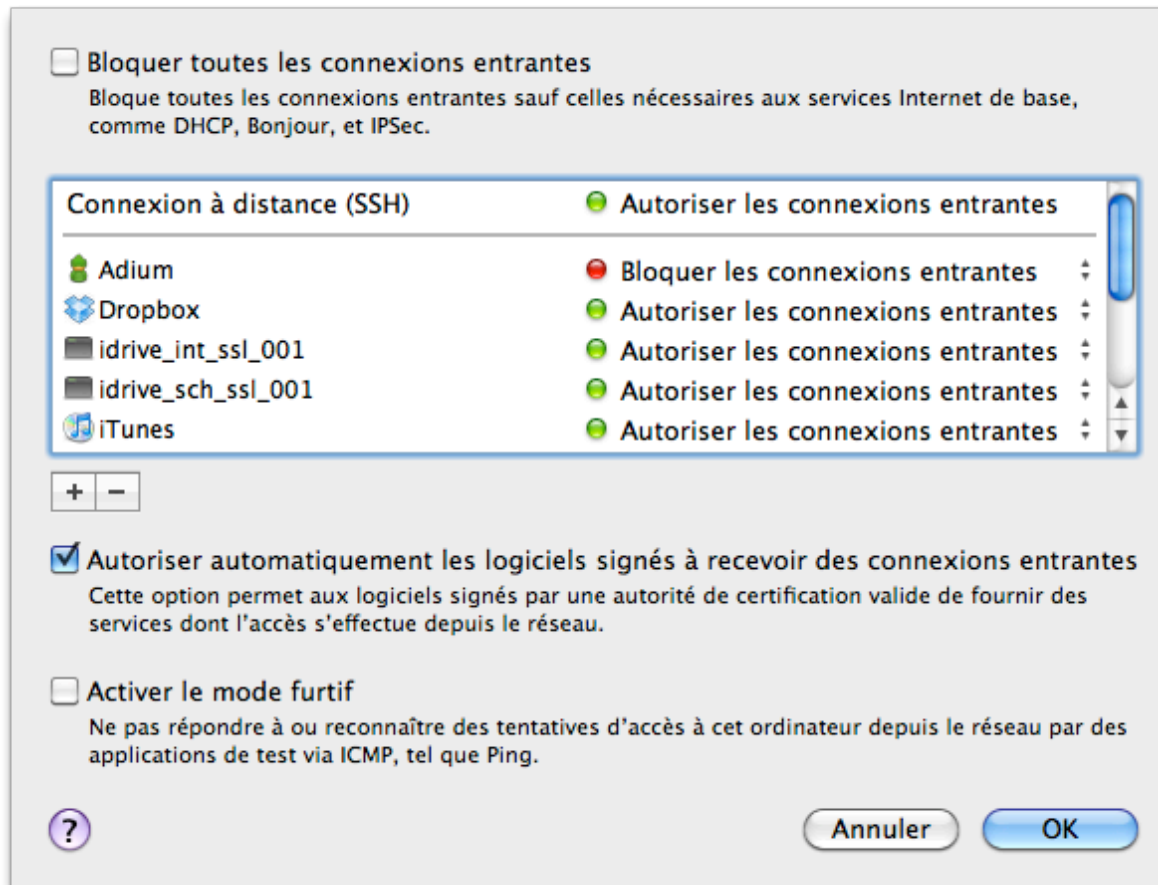 Bloquer toutes les connexions entrantes
Bloque toutes les connexions entrantes sauf celles nécessaires aux services Internet de base,
comme DHCP, Bonjour, et IPSec.
Connexion à distance (SSH) Autoriser les connexions entrantes
Adium Bloquer les connexions entrantes
Dropbox Autoriser les connexions entrantes
idrive_int_ssl_001 Autoriser les connexions entrantes
idrive_sch_ssl_001 Autoriser les connexions entrantes
iTunes Autoriser les connexions entrantes
+ −
Autoriser automatiquement les logiciels signés à recevoir des connexions entrantes
Cette option permet aux logiciels signés par une autorité de certification valide de fournir des
services dont l’accès s’effectue depuis le réseau.
Activer le mode furtif
Ne pas répondre à ou reconnaître des tentatives d’accès à cet ordinateur depuis le réseau par des
applications de test via ICMP, tel que Ping.
? Annuler OK